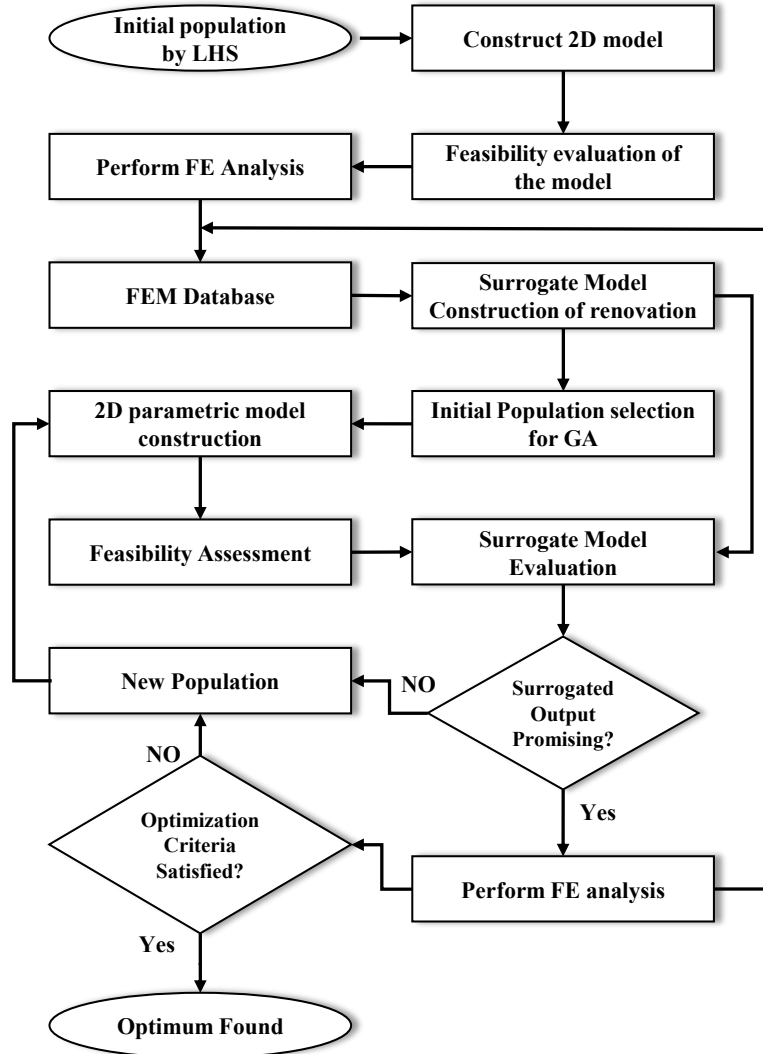 Initial population
by LHS
Construct 2D model
Perform FE Analysis
Feasibility evaluation of
the model
FEM Database
Surrogate Model
Construction of renovation
2D parametric model
construction
Initial Population selection
for GA
Feasibility Assessment
Surrogate Model
Evaluation
New Population
NO
Surrogated
Output
Promising?
NO
Yes
Optimization
Criteria
Satisfied?
Perform FE analysis
Yes
Optimum Found